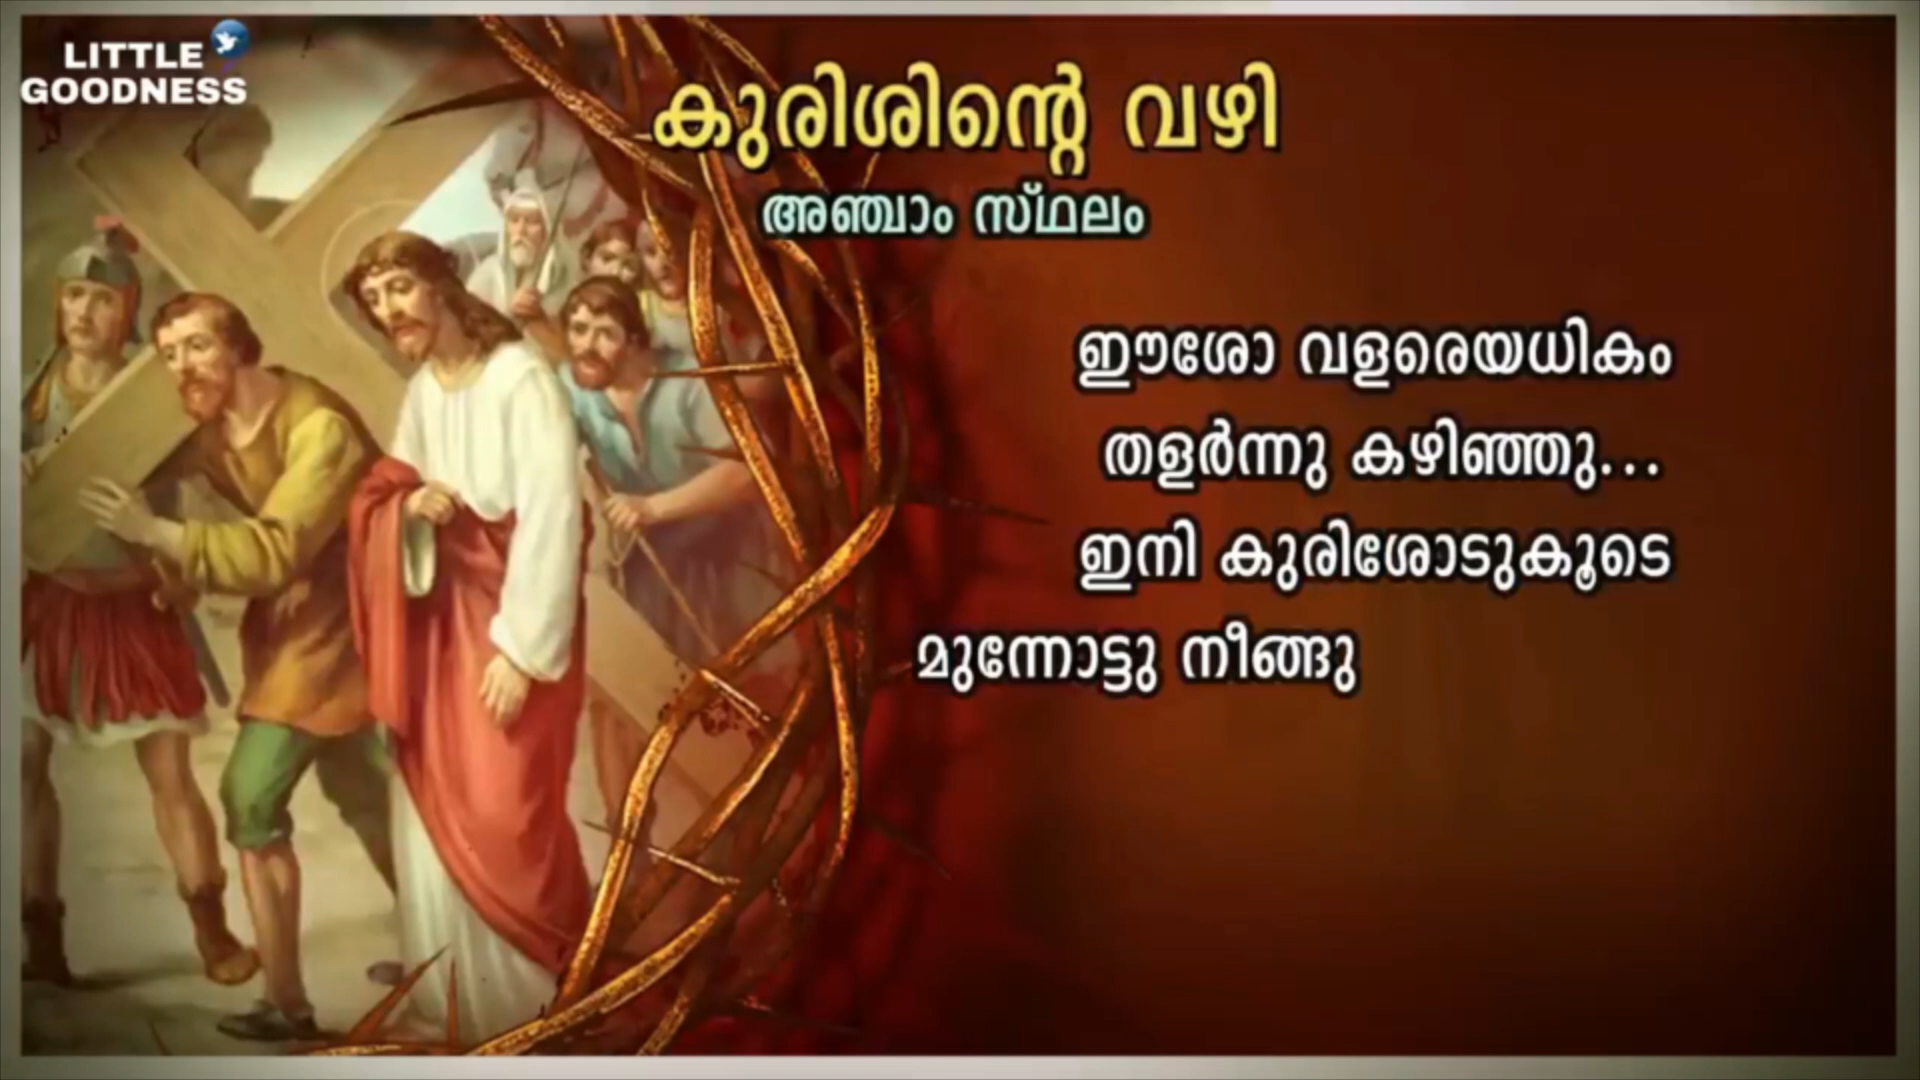 LITTLE
GOODNESS
കുരിശിന്റെ വഴി
അഞ്ചാം സ്ഥലം
ഈശോ വളരെയധികം
തളർന്നു കഴിഞ്ഞു...
ഇനി കുരിശോടുകൂടെ
മുന്നോട്ടു നീങ്ങു